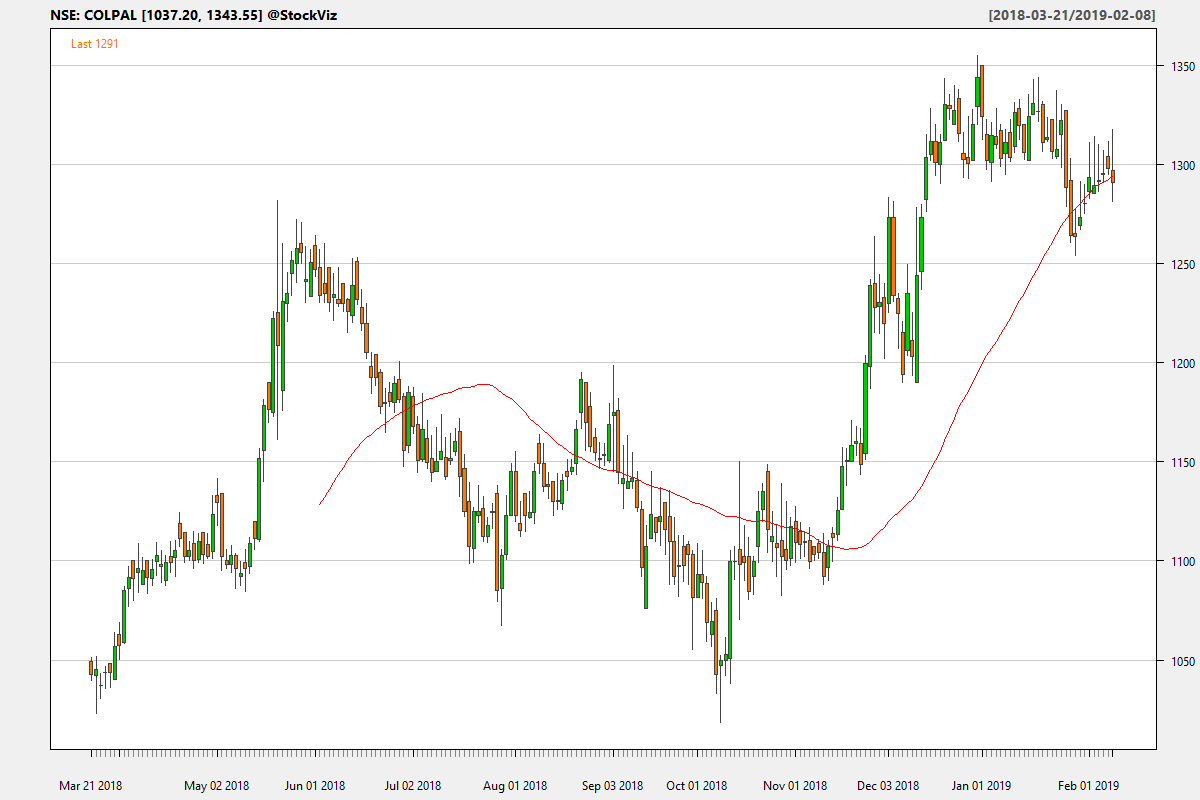 NSE: COLPAL [1037.20, 1343.55] @StockViz [2018-03-21/2019-02-08]
Last 1291
1350
1300
1250
1200
1150
1100
1050
Mar 21 2018 May 02 2018 Jun 01 2018 Jul 02 2018 Aug 01 2018 Sep 03 2018 Oct 01 2018 Nov 01 2018 Dec 03 2018 Jan 01 2019 Feb 01 2019